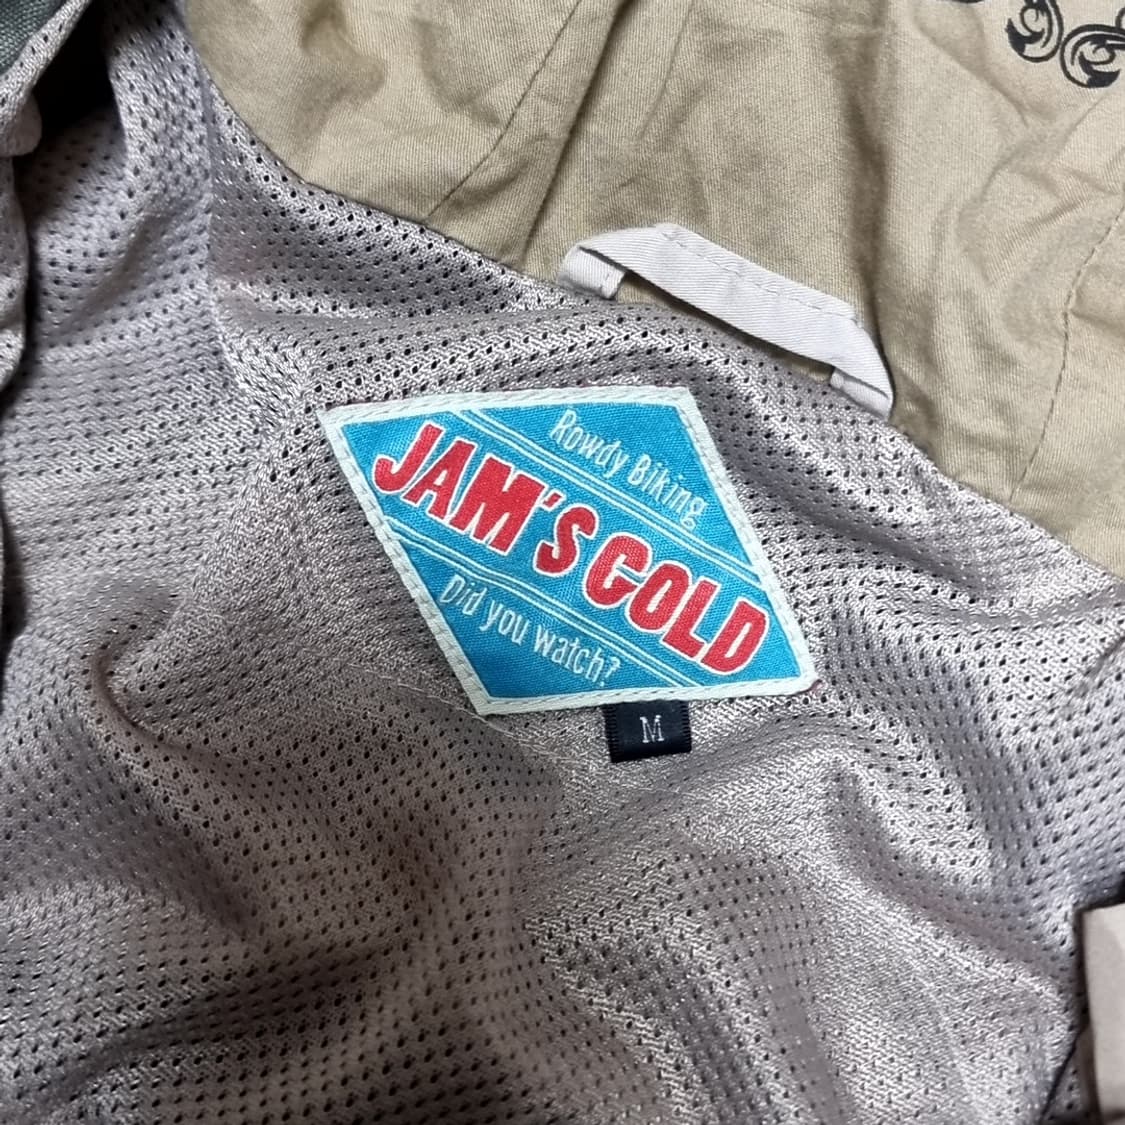 Rowdy Biking
JAM'S GOLD
Did you watch?
M